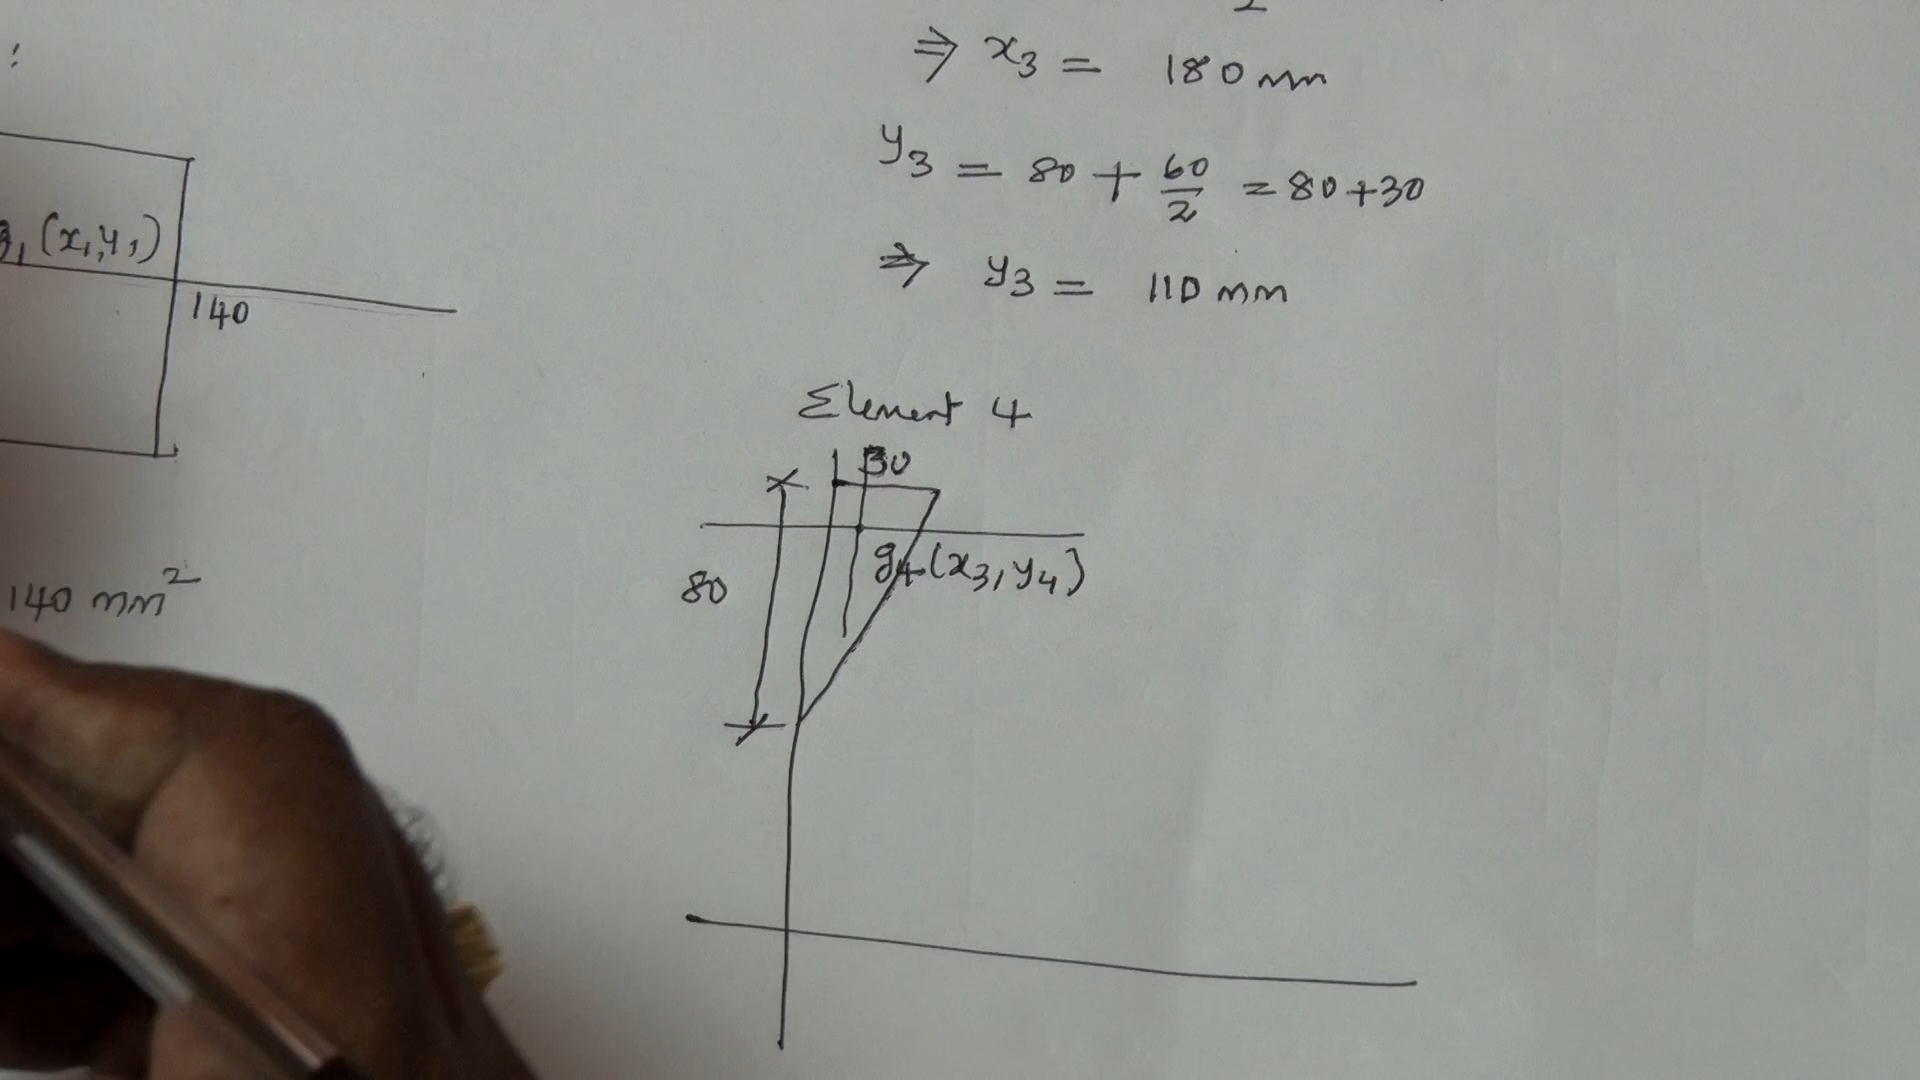 :
g₁ (x₁, y₁)
140
140 mm²
⇒ x₃ = 180 mm
y₃ = 80 + 60/2 = 80+30
⇒ y₃ = 110 mm
Element 4
30
80
g₄ (x₃, y₄)